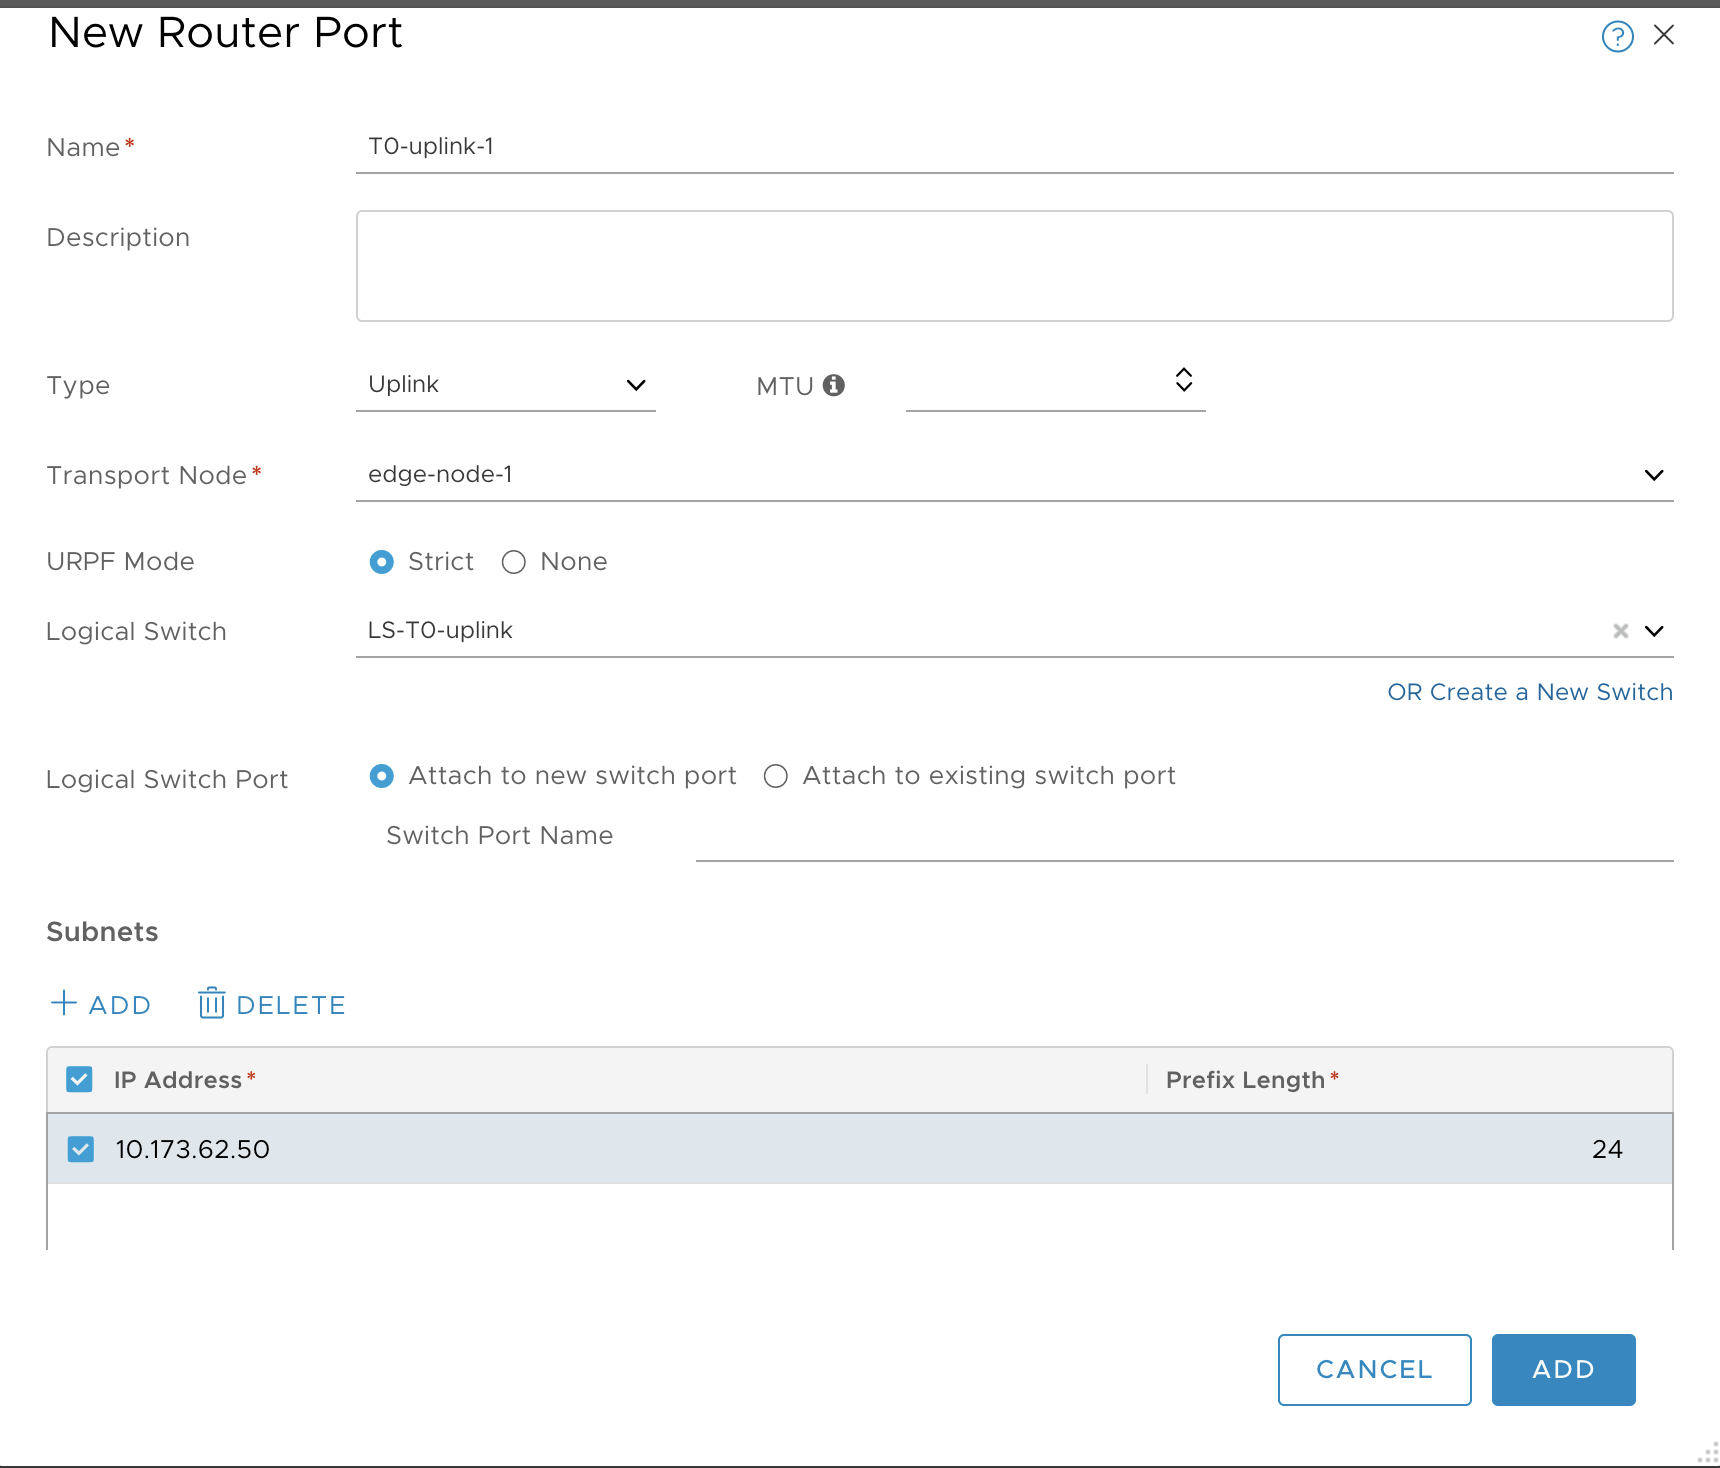 New Router Port
Name* T0-uplink-1
Description
Type Uplink MTU
Transport Node* edge-node-1
URPF Mode Strict None
Logical Switch LS-T0-uplink
OR Create a New Switch
Logical Switch Port Attach to new switch port Attach to existing switch port
Switch Port Name
Subnets
ADD DELETE
IP Address* Prefix Length*
10.173.62.50 24
CANCEL ADD